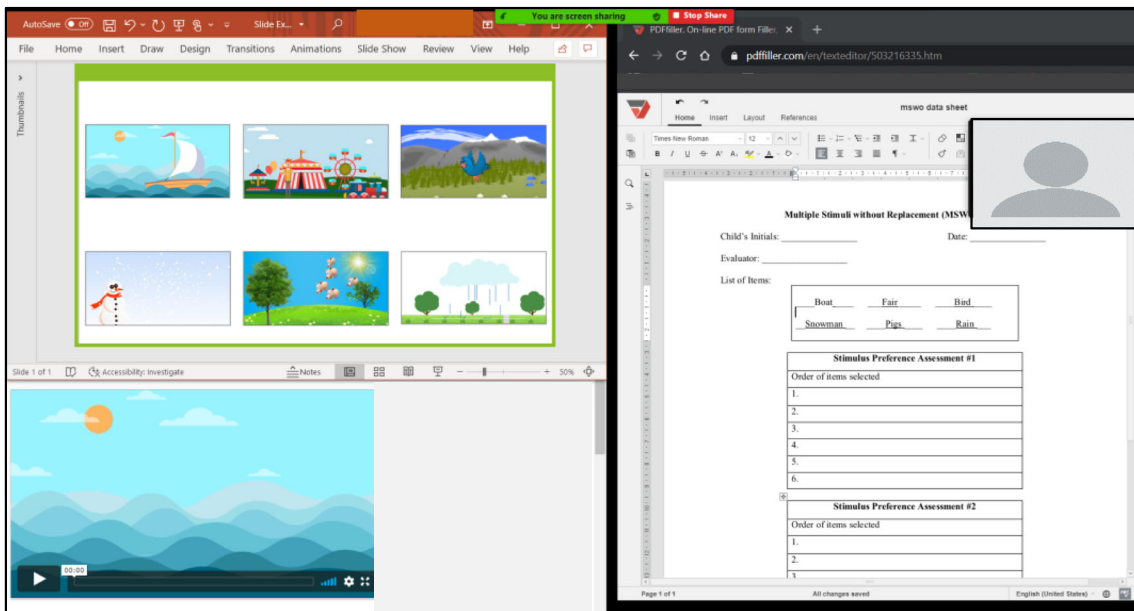 AutoSave Off Slide Ex...
You are screen sharing Stop Share
File Home Insert Draw Design Transitions Animations Slide Show Review View Help
Thumbnails
Slide 1 of 1 Accessibility: Investigate Notes 50%
00:00
PDFfiller. On-line PDF form Filler,
pdffiller.com/en/texteditor/503216335.htm
mswo data sheet
Home Insert Layout References
Times New Roman 12
Multiple Stimuli without Replacement (MSW
Child's Initials: ________________ Date: ________________
Evaluator: __________________
List of Items:
Boat Fair Bird
Snowman Pigs Rain
Stimulus Preference Assessment #1
Order of items selected
1.
2.
3.
4.
5.
6.
Stimulus Preference Assessment #2
Order of items selected
1.
2.
3
Page 1 of 1 All changes saved English (United States)